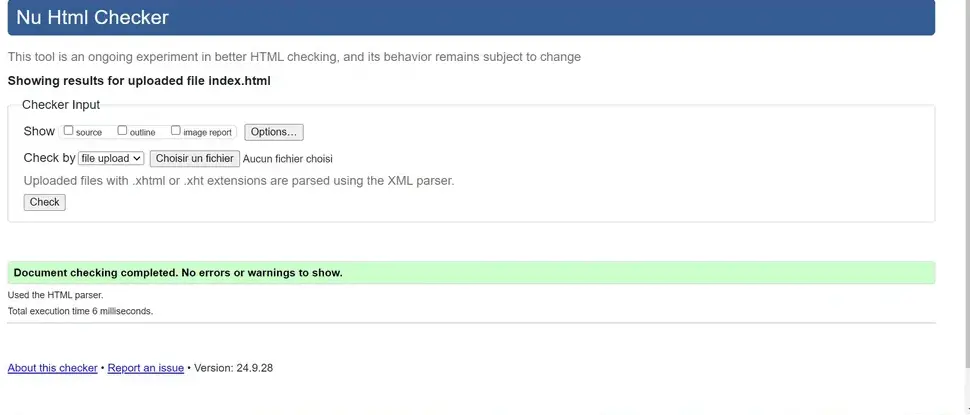 Nu Html Checker
This tool is an ongoing experiment in better HTML checking, and its behavior remains subject to change
Showing results for uploaded file index.html
Checker Input
Show source outline image report Options...
Check by file upload Choisir un fichier Aucun fichier choisi
Uploaded files with .xhtml or .xht extensions are parsed using the XML parser.
Check
Document checking completed. No errors or warnings to show.
Used the HTML parser.
Total execution time 6 milliseconds.
About this checker • Report an issue • Version: 24.9.28